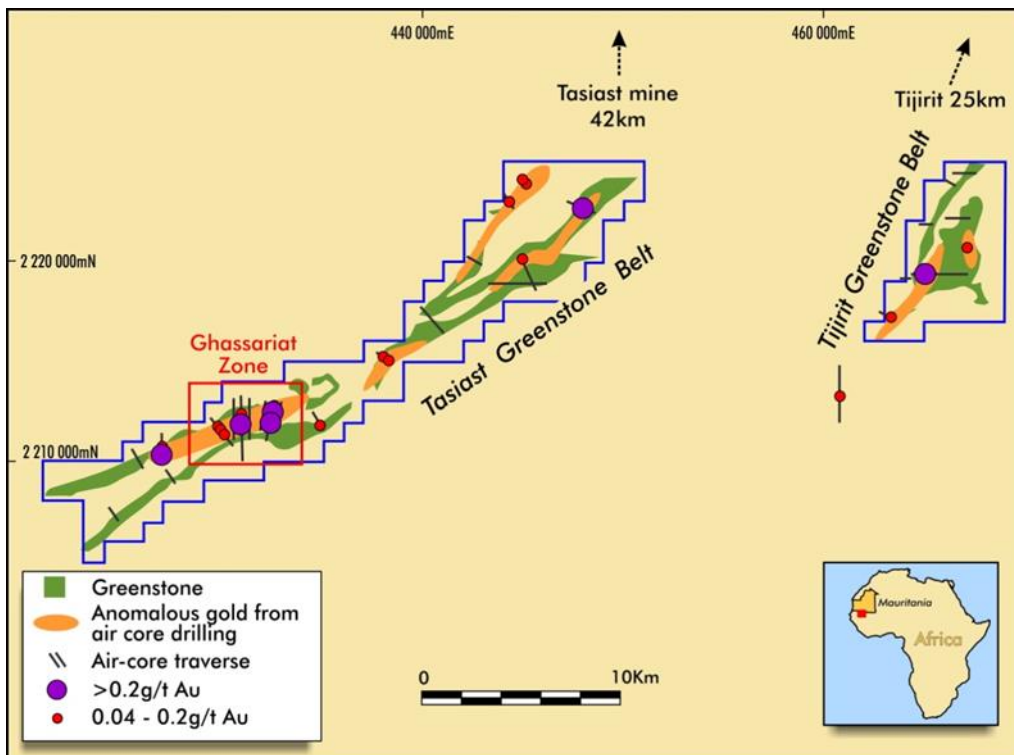 440 000mE
460 000mE
Tasiast mine
42km
Tijirit 25km
Tijirit Greenstone Belt
2 220 000mN
Tasiast Greenstone Belt
Ghassariat
Zone
2 210 000mN
Greenstone
Anomalous gold from
air core drilling
Air-core traverse
>0.2g/t Au
0.04 - 0.2g/t Au
0
10Km
Mauritania
Africa